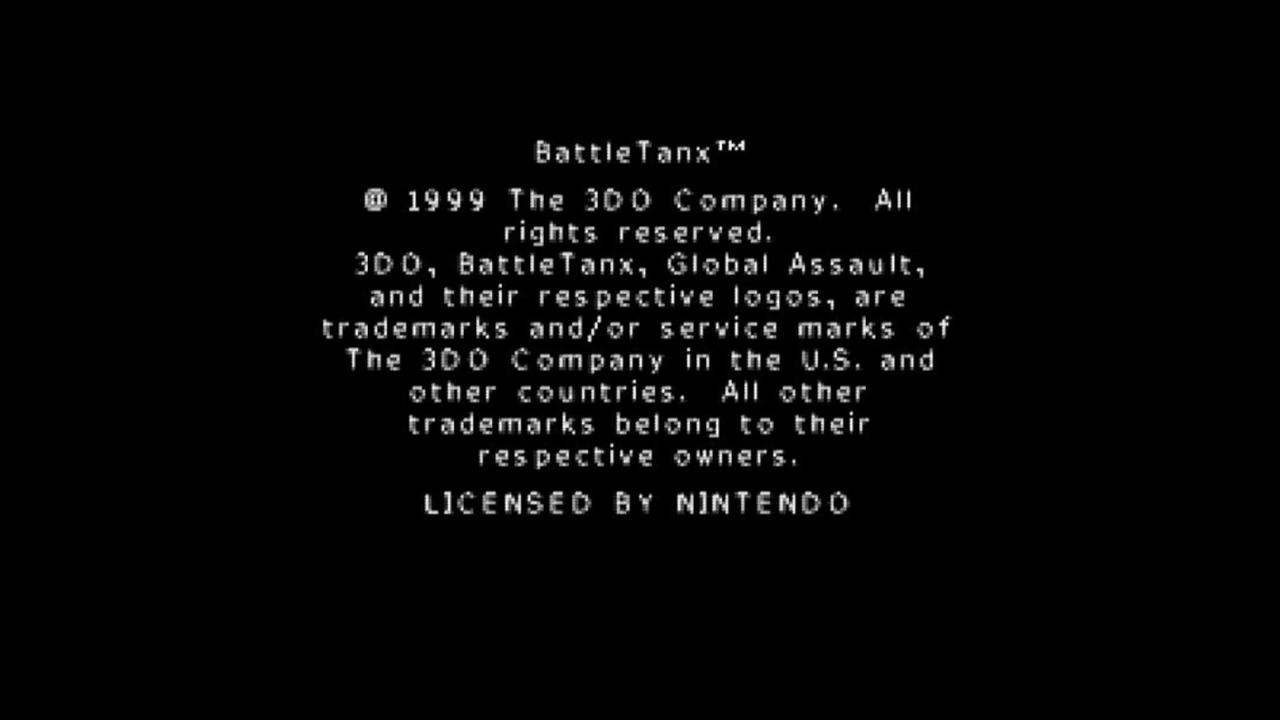 BattleTanx™
@ 1999 The 3DO Company. All
rights reserved.
3DO, BattleTanx, Global Assault,
and their respective logos, are
trademarks and/or service marks of
The 3DO Company in the U.S. and
other countries. All other
trademarks belong to their
respective owners.
LICENSED BY NINTENDO